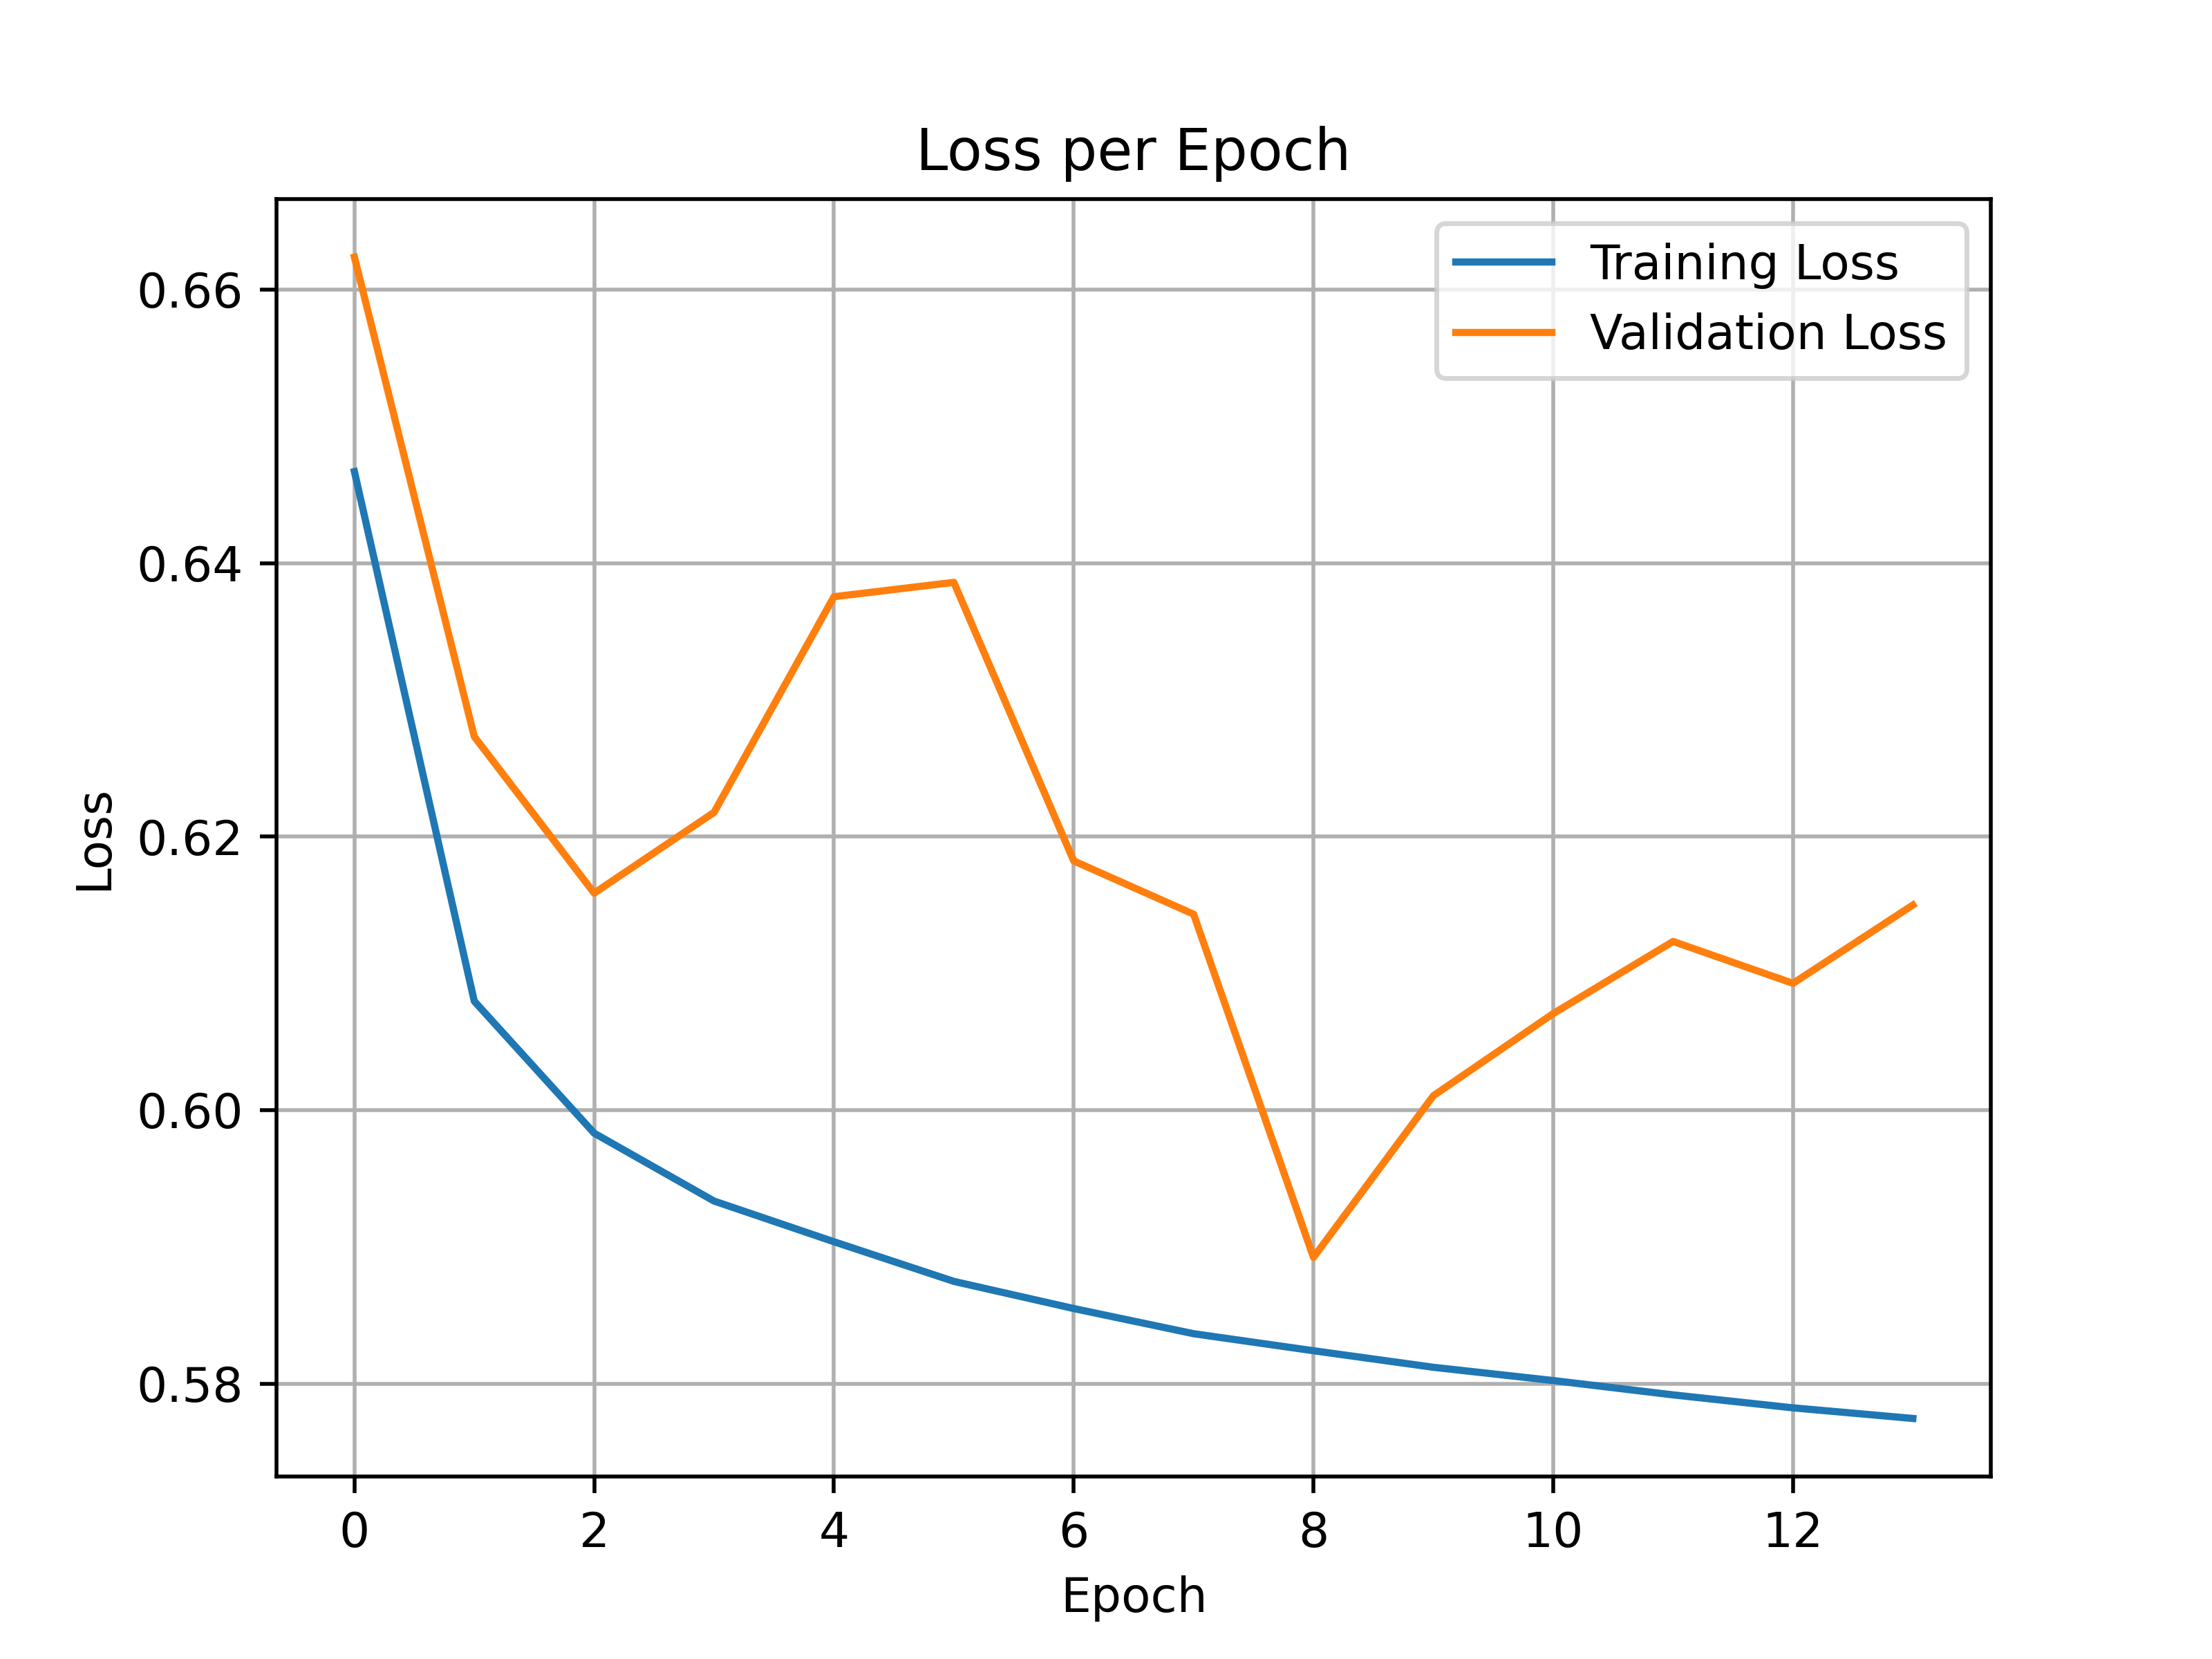 Loss per Epoch
Training Loss
Validation Loss
0.66
0.64
0.62
0.60
0.58
Loss
0 2 4 6 8 10 12
Epoch